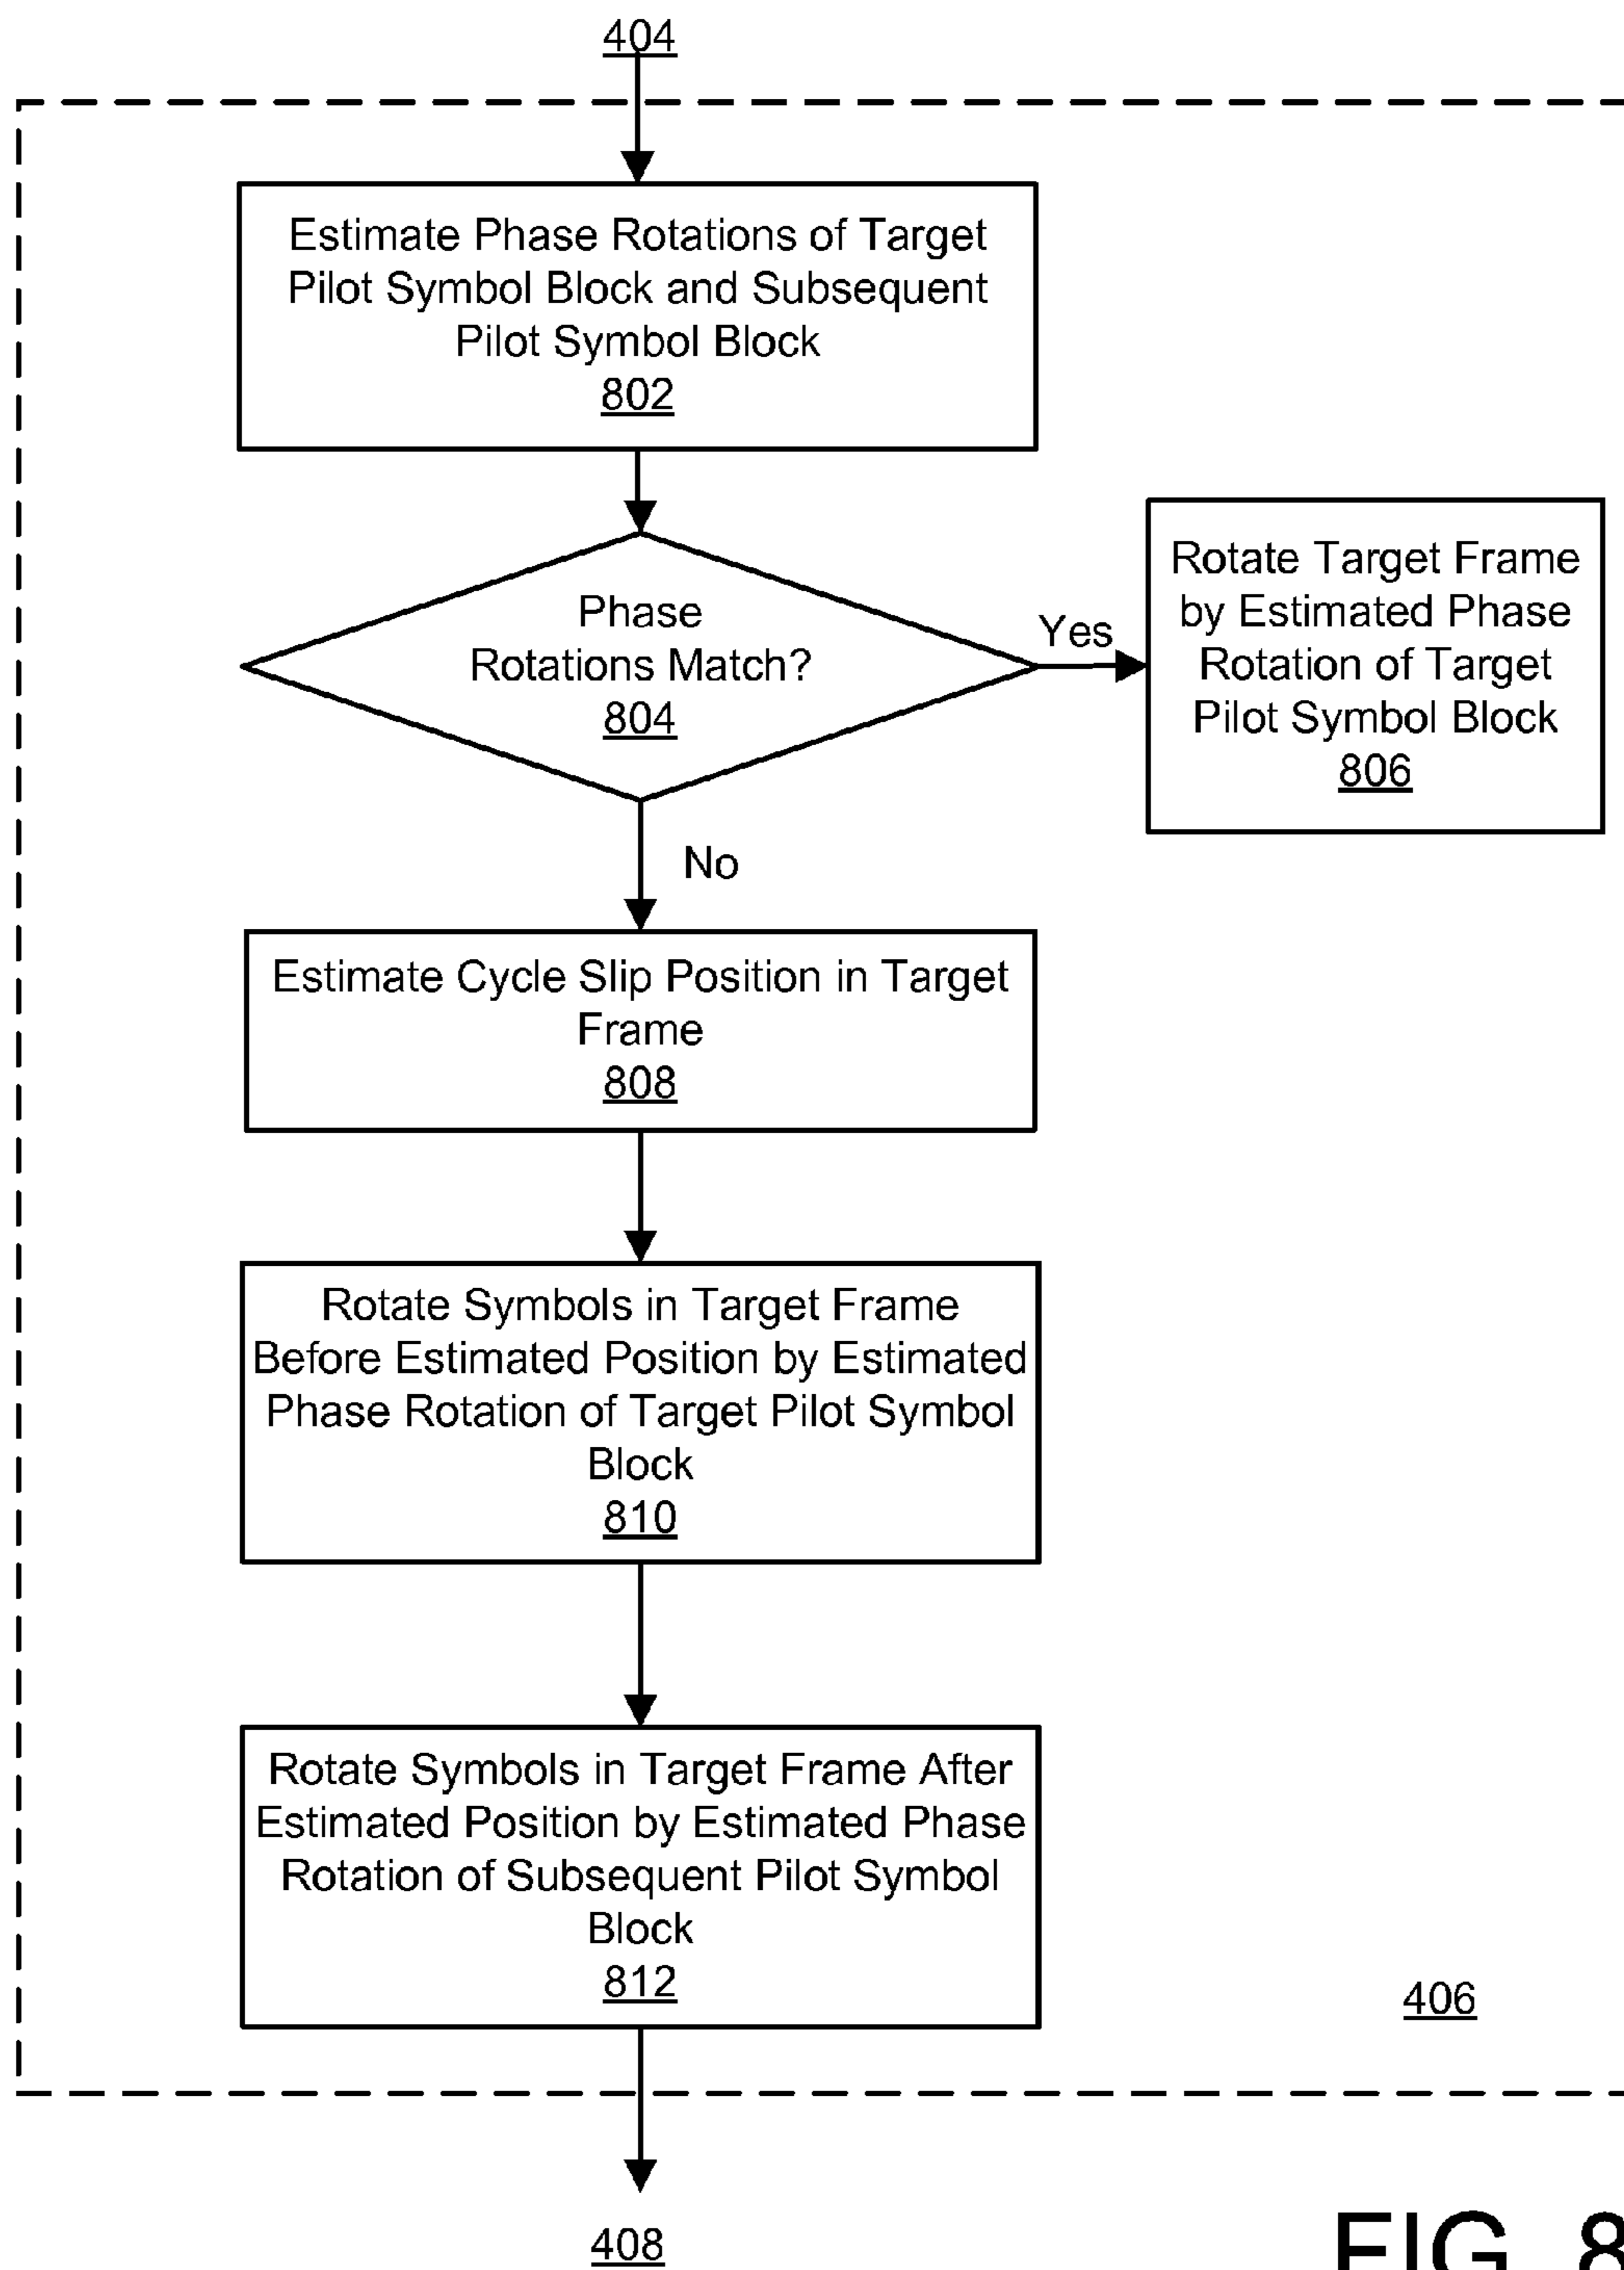 404
Estimate Phase Rotations of Target
Pilot Symbol Block and Subsequent
Pilot Symbol Block
802
Phase
Rotations Match?
804
Yes
Rotate Target Frame
by Estimated Phase
Rotation of Target
Pilot Symbol Block
806
No
Estimate Cycle Slip Position in Target
Frame
808
Rotate Symbols in Target Frame
Before Estimated Position by Estimated
Phase Rotation of Target Pilot Symbol
Block
810
Rotate Symbols in Target Frame After
Estimated Position by Estimated Phase
Rotation of Subsequent Pilot Symbol
Block
812
406
408
FIG. 8